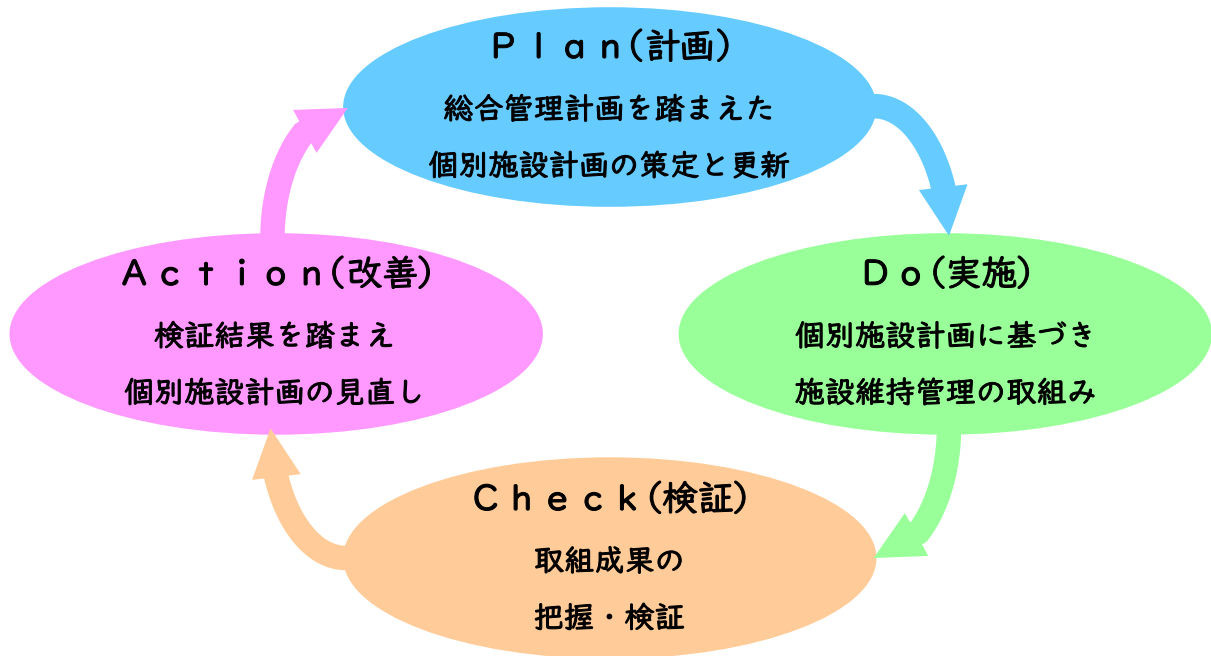 Ｐｌａｎ(計画)
総合管理計画を踏まえた
個別施設計画の策定と更新
Ｄｏ(実施)
個別施設計画に基づき
施設維持管理の取組み
Ｃｈｅｃｋ(検証)
取組成果の
把握・検証
Ａｃｔｉｏｎ(改善)
検証結果を踏まえ
個別施設計画の見直し